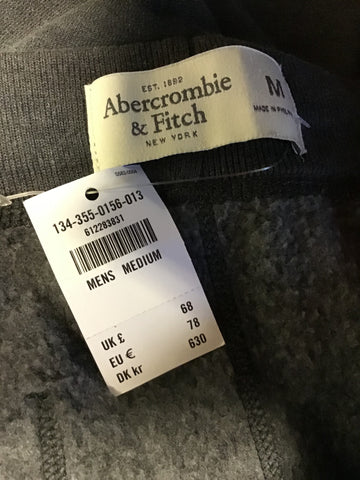 EST. 1892
Abercrombie
& Fitch
NEW YORK
M
MADE IN
134-355-0156-013
612283831
MENS MEDIUM
UK £ 68
EU € 78
DK kr 630